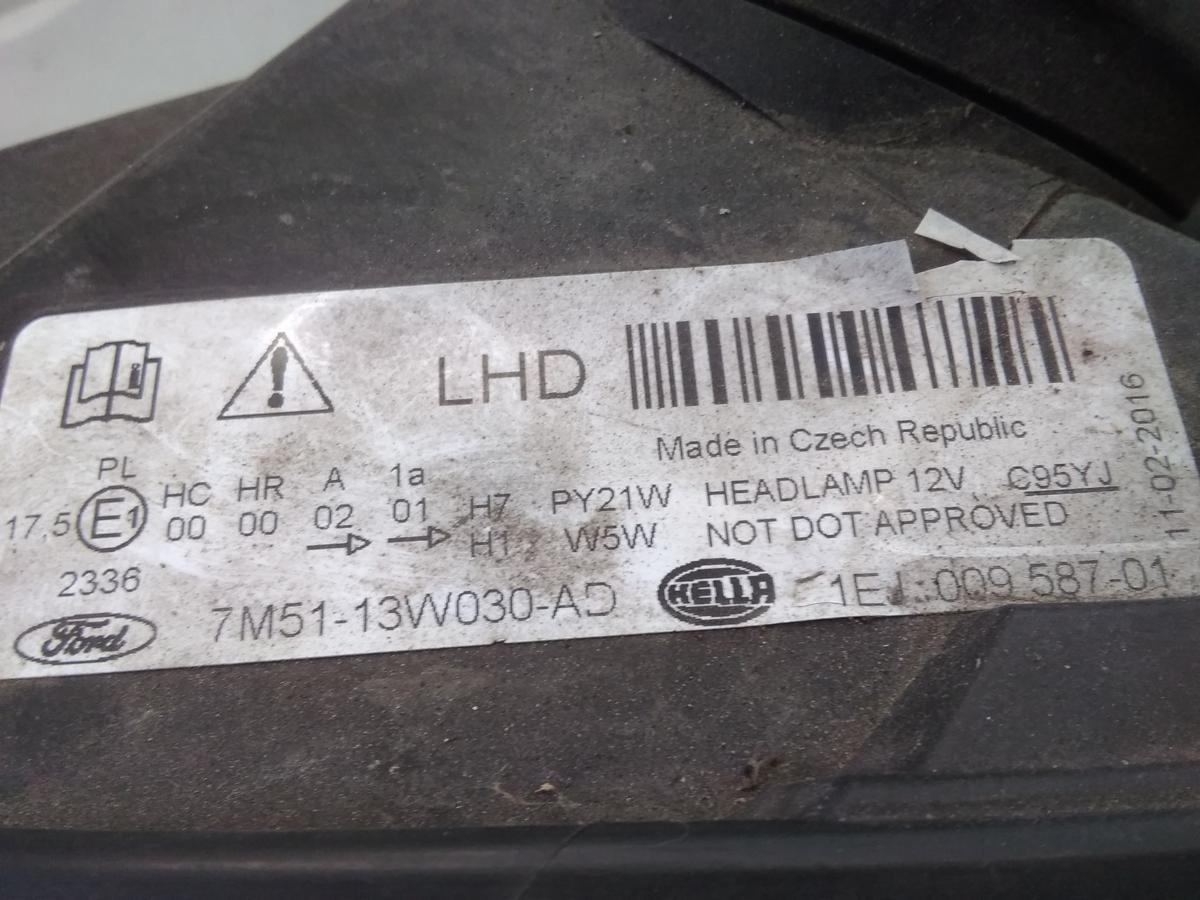 LHD
Made in Czech Republic
PL HC HR A 1a
17,5 E1 00 00 02 01 H7 PY21W HEADLAMP 12V C95YJ
H1 W5W NOT DOT APPROVED
2336
Ford 7M51-13W030-AD HELLA 1EJ 009 587-01
11-02-2016